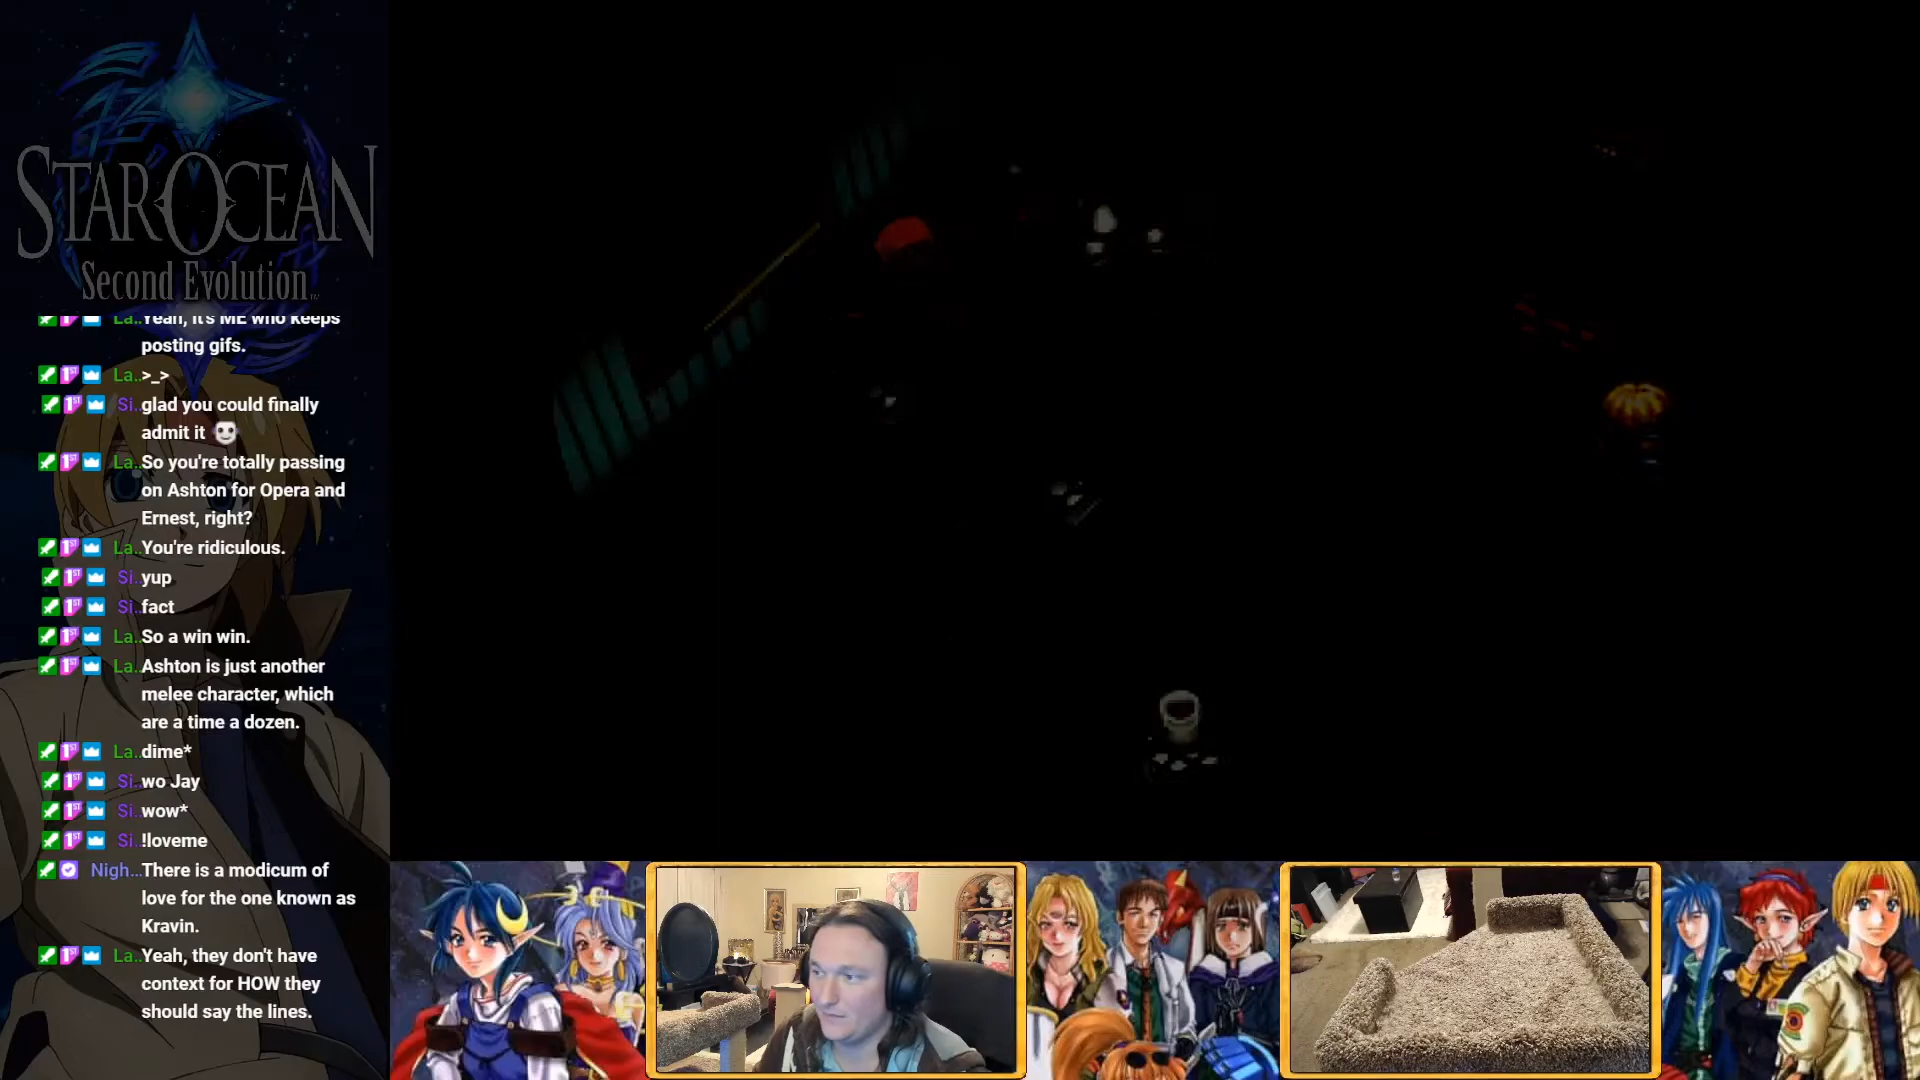 STAR OCEAN
Second Evolution
La..Yeah, it's ME who keeps
posting gifs.
La..>_>
Si..glad you could finally
admit it
La..So you're totally passing
on Ashton for Opera and
Ernest, right?
La..You're ridiculous.
Si..yup
Si..fact
La..So a win win.
La..Ashton is just another
melee character, which
are a time a dozen.
La..dime*
Si..wo Jay
Si..wow*
Si..!loveme
Nigh...There is a modicum of
love for the one known as
Kravin.
La..Yeah, they don't have
context for HOW they
should say the lines.